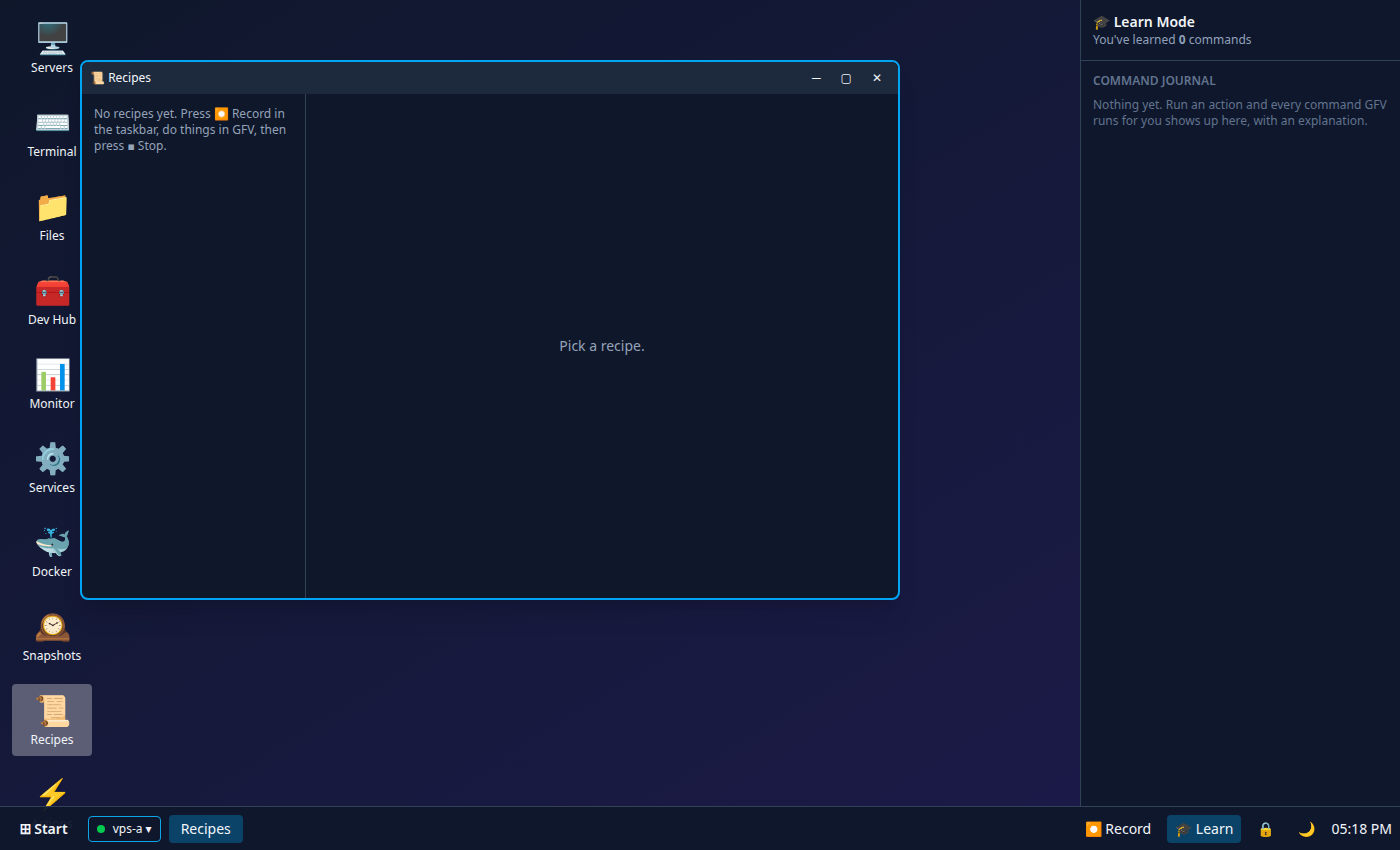 Servers
Terminal
Files
Dev Hub
Monitor
Services
Docker
Snapshots
Recipes
Recipes
No recipes yet. Press ⏺ Record in
the taskbar, do things in GFV, then
press ■ Stop.
Pick a recipe.
Learn Mode
You've learned 0 commands
COMMAND JOURNAL
Nothing yet. Run an action and every command GFV
runs for you shows up here, with an explanation.
Start
vps-a ▾
Recipes
Record
Learn
05:18 PM